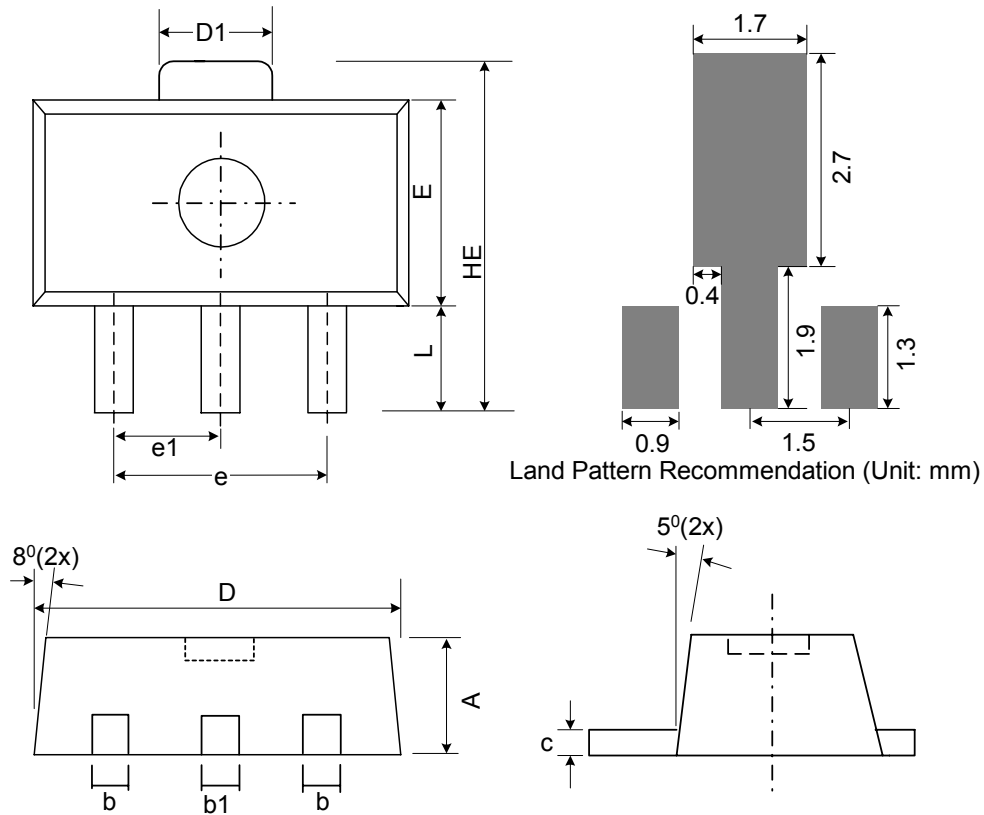 D1
1.7
E
HE
2.7
0.4
L
1.9
1.3
e1
e
0.9
1.5
Land Pattern Recommendation (Unit: mm)
8⁰(2x)
D
A
b
b1
b
5⁰(2x)
c